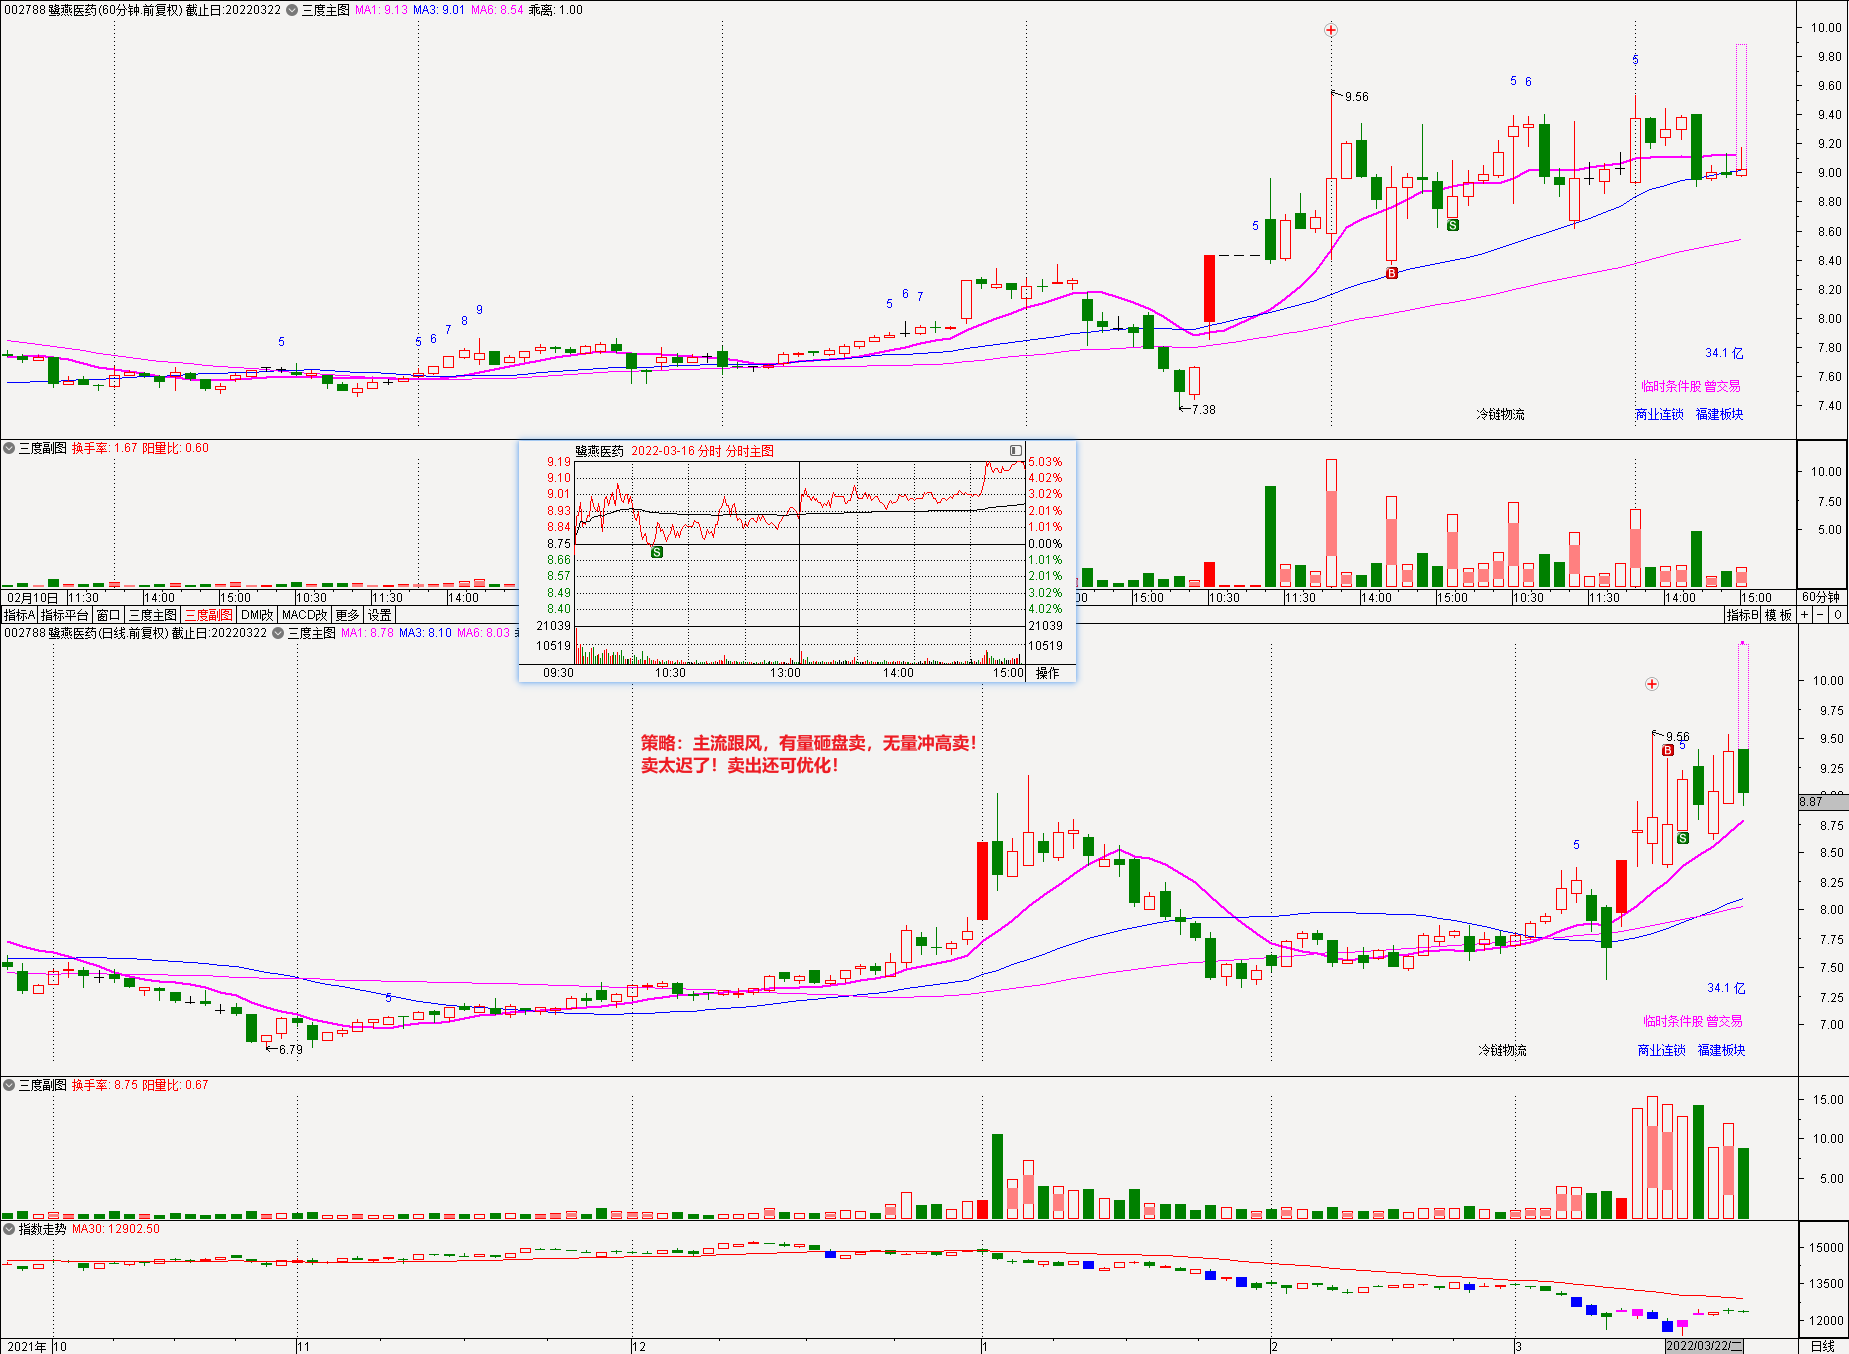 002788 鹭燕医药(60分钟.前复权) 截止日:20220322 三度主图 MA1: 9.13 MA3: 9.01 MA6: 8.54 乖离: 1.00
10.00
9.80
9.60
9.40
9.20
9.00
8.80
8.60
8.40
8.20
8.00
7.80
7.60
7.40
5
5 6 7 8 9
5 6 7
5
9.56
5 6
5
B
S
7.38
34.1 亿
临时条件股 曾交易
冷链物流 商业连锁 福建板块
三度副图 换手率: 1.67 阳量比: 0.60
10.00
7.50
5.00
02月10日 11:30 14:00 15:00 10:30 11:30 14:00 15:00 10:30 11:30 14:00 15:00 10:30 11:30 14:00 15:00 60分钟
鹭燕医药 2022-03-16 分时 分时主图
9.19 5.03%
9.10 4.02%
9.01 3.02%
8.93 2.01%
8.84 1.01%
8.75 0.00%
8.66 1.01%
8.57 2.01%
8.49 3.02%
8.40 4.02%
21039 21039
10519 10519
S
09:30 10:30 13:00 14:00 15:00 操作
指标A 指标平台 窗口 三度主图 三度副图 DMI改 MACD改 更多 设置 指标B 模板 + - 0
002788 鹭燕医药(日线.前复权) 截止日:20220322 三度主图 MA1: 8.78 MA3: 8.10 MA6: 8.03
策略：主流跟风，有量砸盘卖，无量冲高卖！
卖太迟了！卖出还可优化！
10.00
9.75
9.50
9.25
8.87
8.75
8.50
8.25
8.00
7.75
7.50
7.25
7.00
9.56
B
5
S
5
5
6.79
34.1 亿
临时条件股 曾交易
冷链物流 商业连锁 福建板块
三度副图 换手率: 8.75 阳量比: 0.67
15.00
10.00
5.00
指数走势 MA30: 12902.50
15000
13500
12000
2021年 10 11 12 1 2 3 2022/03/22/二 日线